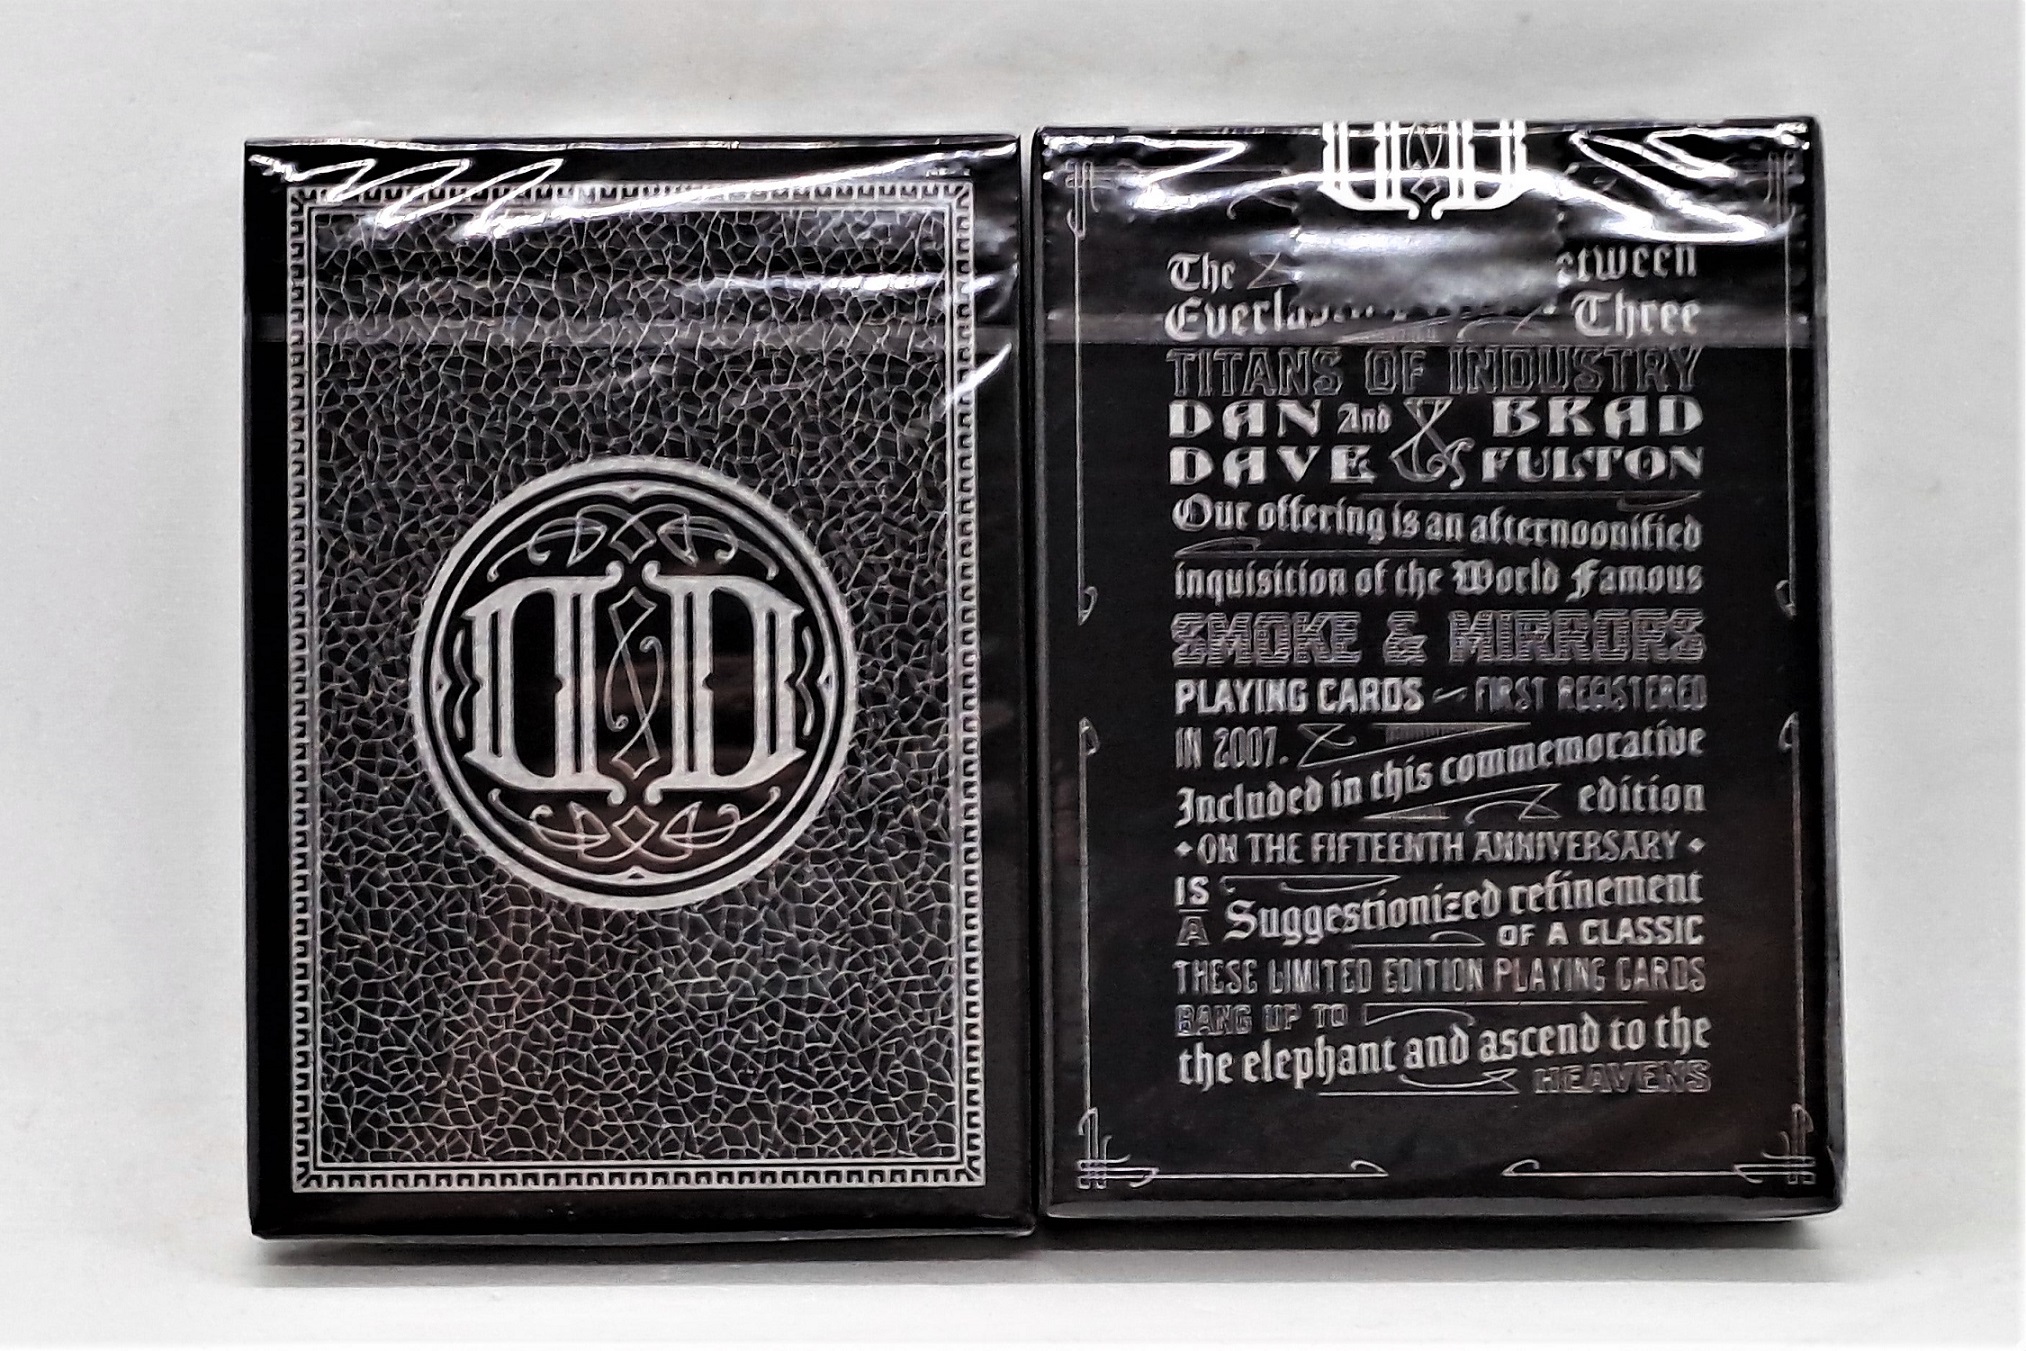 DD
DD
The etween
Three
TITANS OF INDUSTRY
DAN And & BRAD
DAVE FULTON
Our offering is an afternoonified
inquisition of the World Famous
SMOKE & MIRRORS
PLAYING CARDS ~ FIRST REGISTERED
IN 2007.
Included in this commemorative
edition
• ON THE FIFTEENTH ANNIVERSARY •
IS
A Suggestionized refinement
OF A CLASSIC
THESE LIMITED EDITION PLAYING CARDS
BANG UP TO
the elephant and ascend to the
HEAVENS